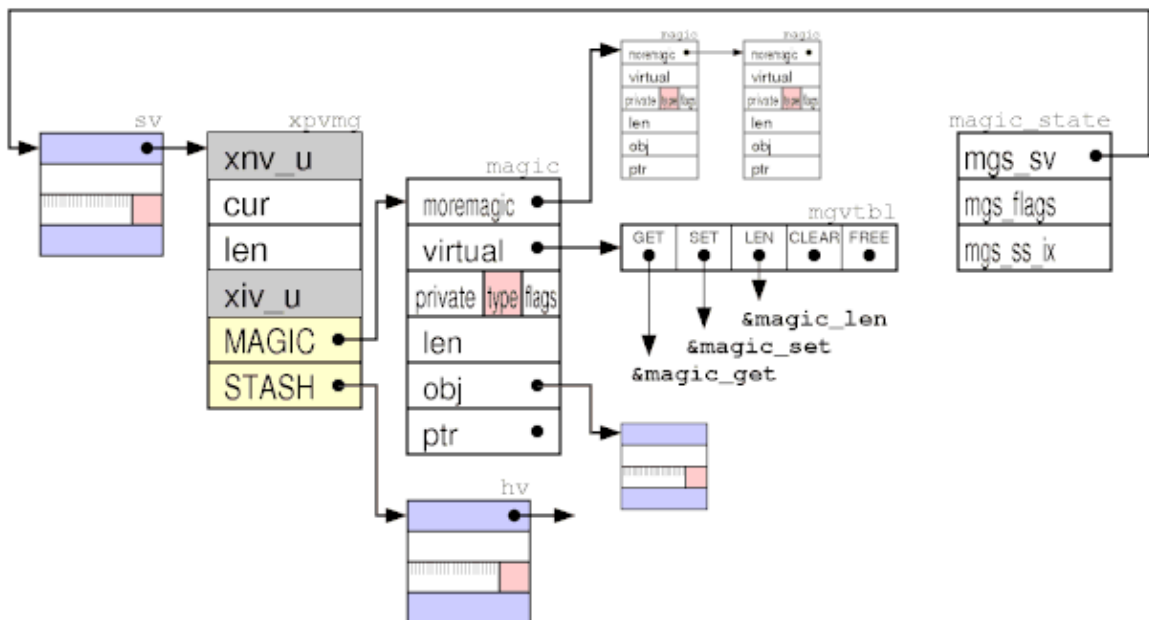 sv
xpvmg
xnv_u
cur
len
xiv_u
MAGIC
STASH
magic
moremagic
virtual
private type flags
len
obj
ptr
hv
magic
moremagic
virtual
private type flags
len
obj
ptr
magic
moremagic
virtual
private type flags
len
obj
ptr
mgvtbl
GET SET LEN CLEAR FREE
&magic_len
&magic_set
&magic_get
magic_state
mgs_sv
mgs_flags
mgs_ss_ix